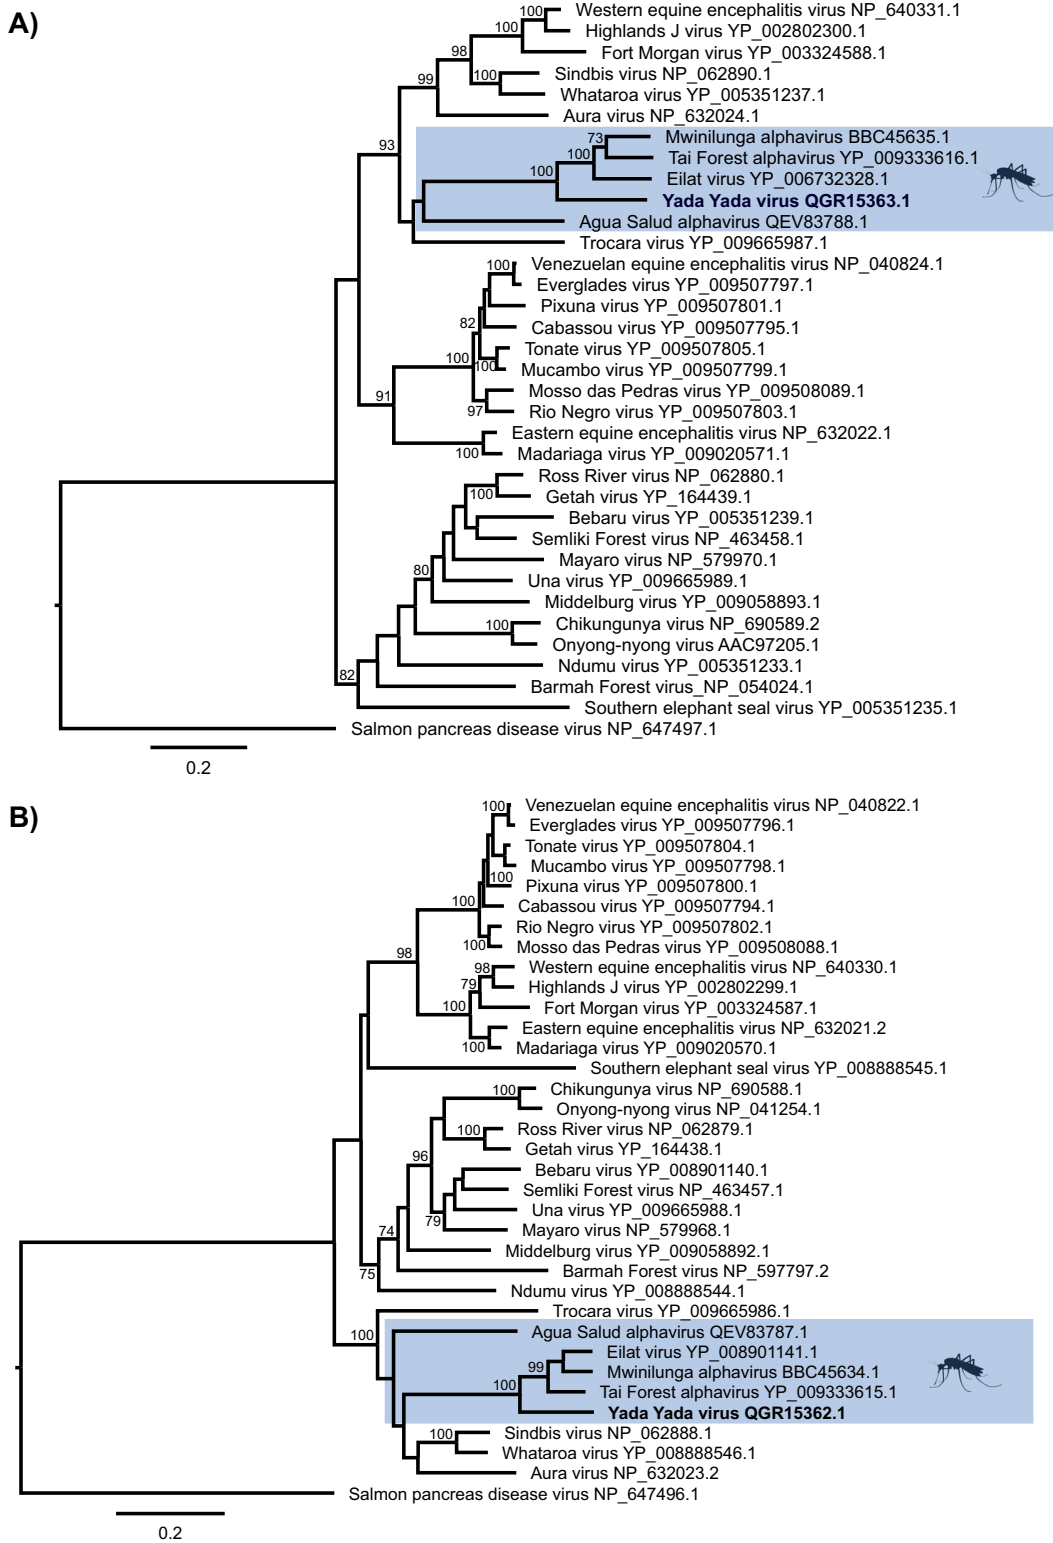 A)
100
Western equine encephalitis virus NP_640331.1
100
Highlands J virus YP_002802300.1
98
Fort Morgan virus YP_003324588.1
99
100
Sindbis virus NP_062890.1
Whataroa virus YP_005351237.1
Aura virus NP_632024.1
93
73
Mwinilunga alphavirus BBC45635.1
100
Tai Forest alphavirus YP_009333616.1
100
Eilat virus YP_006732328.1
Yada Yada virus QGR15363.1
Agua Salud alphavirus QEV83788.1
Trocara virus YP_009665987.1
100
Venezuelan equine encephalitis virus NP_040824.1
Everglades virus YP_009507797.1
Pixuna virus YP_009507801.1
82
Cabassou virus YP_009507795.1
Tonate virus YP_009507805.1
100
100
Mucambo virus YP_009507799.1
Mosso das Pedras virus YP_009508089.1
91
97
Rio Negro virus YP_009507803.1
Eastern equine encephalitis virus NP_632022.1
100
Madariaga virus YP_009020571.1
Ross River virus NP_062880.1
100
Getah virus YP_164439.1
Bebaru virus YP_005351239.1
Semliki Forest virus NP_463458.1
Mayaro virus NP_579970.1
80
Una virus YP_009665989.1
Middelburg virus YP_009058893.1
100
Chikungunya virus NP_690589.2
Onyong-nyong virus AAC97205.1
Ndumu virus YP_005351233.1
82
Barmah Forest virus_NP_054024.1
Southern elephant seal virus YP_005351235.1
Salmon pancreas disease virus NP_647497.1
0.2
B)
100
Venezuelan equine encephalitis virus NP_040822.1
Everglades virus YP_009507796.1
Tonate virus YP_009507804.1
Mucambo virus YP_009507798.1
100
Pixuna virus YP_009507800.1
100
Cabassou virus YP_009507794.1
Rio Negro virus YP_009507802.1
100
Mosso das Pedras virus YP_009508088.1
98
98
Western equine encephalitis virus NP_640330.1
79
Highlands J virus YP_002802299.1
100
Fort Morgan virus YP_003324587.1
Eastern equine encephalitis virus NP_632021.2
100
Madariaga virus YP_009020570.1
Southern elephant seal virus YP_008888545.1
100
Chikungunya virus NP_690588.1
Onyong-nyong virus NP_041254.1
Ross River virus NP_062879.1
100
Getah virus YP_164438.1
96
Bebaru virus YP_008901140.1
Semliki Forest virus NP_463457.1
Una virus YP_009665988.1
79
Mayaro virus NP_579968.1
74
Middelburg virus YP_009058892.1
75
Barmah Forest virus NP_597797.2
Ndumu virus YP_008888544.1
Trocara virus YP_009665986.1
100
Agua Salud alphavirus QEV83787.1
Eilat virus YP_008901141.1
99
Mwinilunga alphavirus BBC45634.1
100
Tai Forest alphavirus YP_009333615.1
Yada Yada virus QGR15362.1
100
Sindbis virus NP_062888.1
Whataroa virus YP_008888546.1
Aura virus NP_632023.2
Salmon pancreas disease virus NP_647496.1
0.2